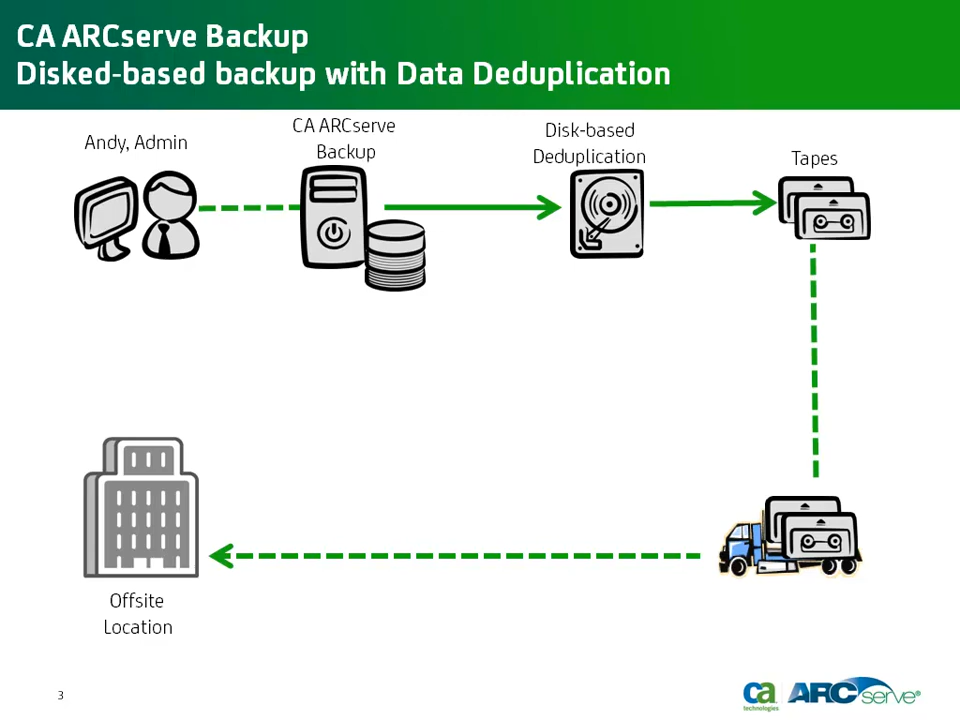 CA ARCserve Backup
Disked-based backup with Data Deduplication
Andy, Admin
CA ARCserve
Backup
Disk-based
Deduplication
Tapes
Offsite
Location
3
ca
technologies
ARCserve®